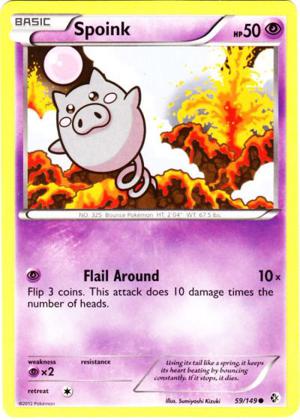 BASIC
Spoink
HP50
NO. 325 Bounce Pokémon HT. 2'04" WT. 67.5 lbs.
Flail Around 10×
Flip 3 coins. This attack does 10 damage times the
number of heads.
weakness resistance
×2
retreat
Using its tail like a spring, it keeps
its heart beating by bouncing
constantly. If it stops, it dies.
©2012 Pokémon
Illus. Sumiyoshi Kizuki
59/149